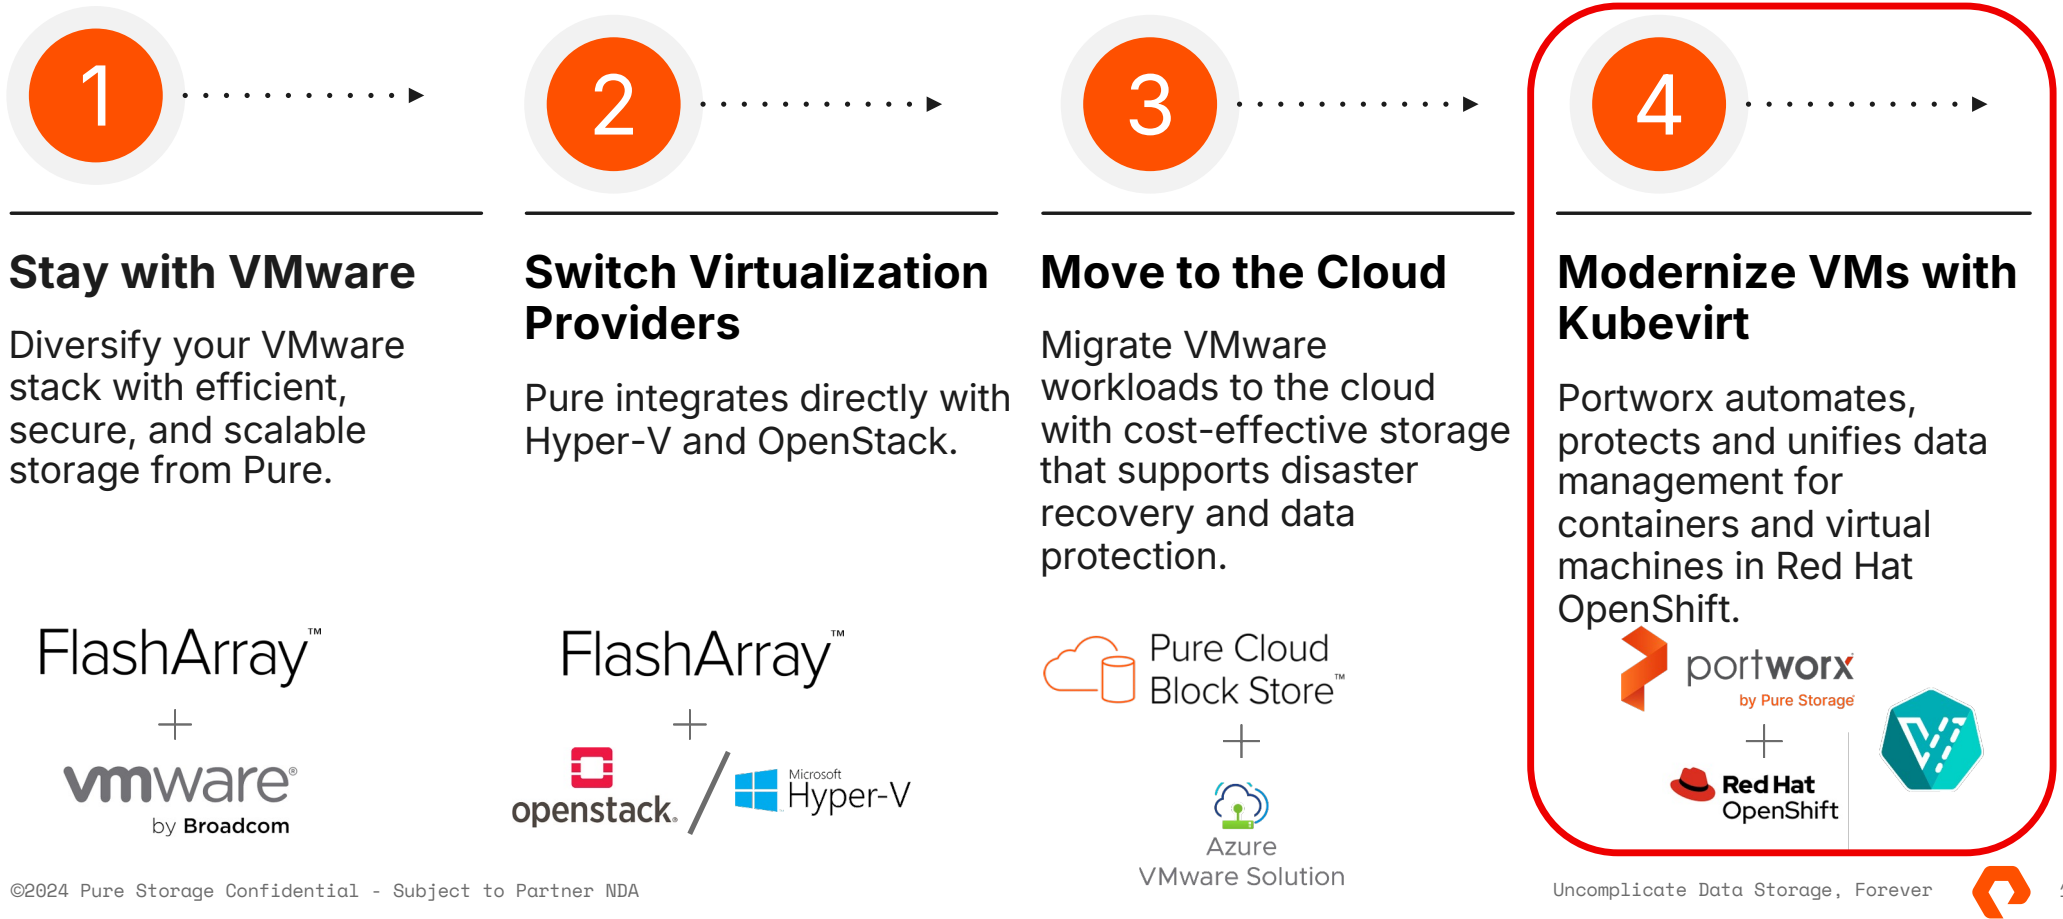 1
2
3
4
Stay with VMware
Diversify your VMware
stack with efficient,
secure, and scalable
storage from Pure.
FlashArray™
+
vmware®
by Broadcom
Switch Virtualization
Providers
Pure integrates directly with
Hyper-V and OpenStack.
FlashArray™
+
openstack.
/
Microsoft
Hyper-V
Move to the Cloud
Migrate VMware
workloads to the cloud
with cost-effective storage
that supports disaster
recovery and data
protection.
Pure Cloud
Block Store™
+
Azure
VMware Solution
Modernize VMs with
Kubevirt
Portworx automates,
protects and unifies data
management for
containers and virtual
machines in Red Hat
OpenShift.
portworx
by Pure Storage
+
Red Hat
OpenShift
©2024 Pure Storage Confidential - Subject to Partner NDA
Uncomplicate Data Storage, Forever